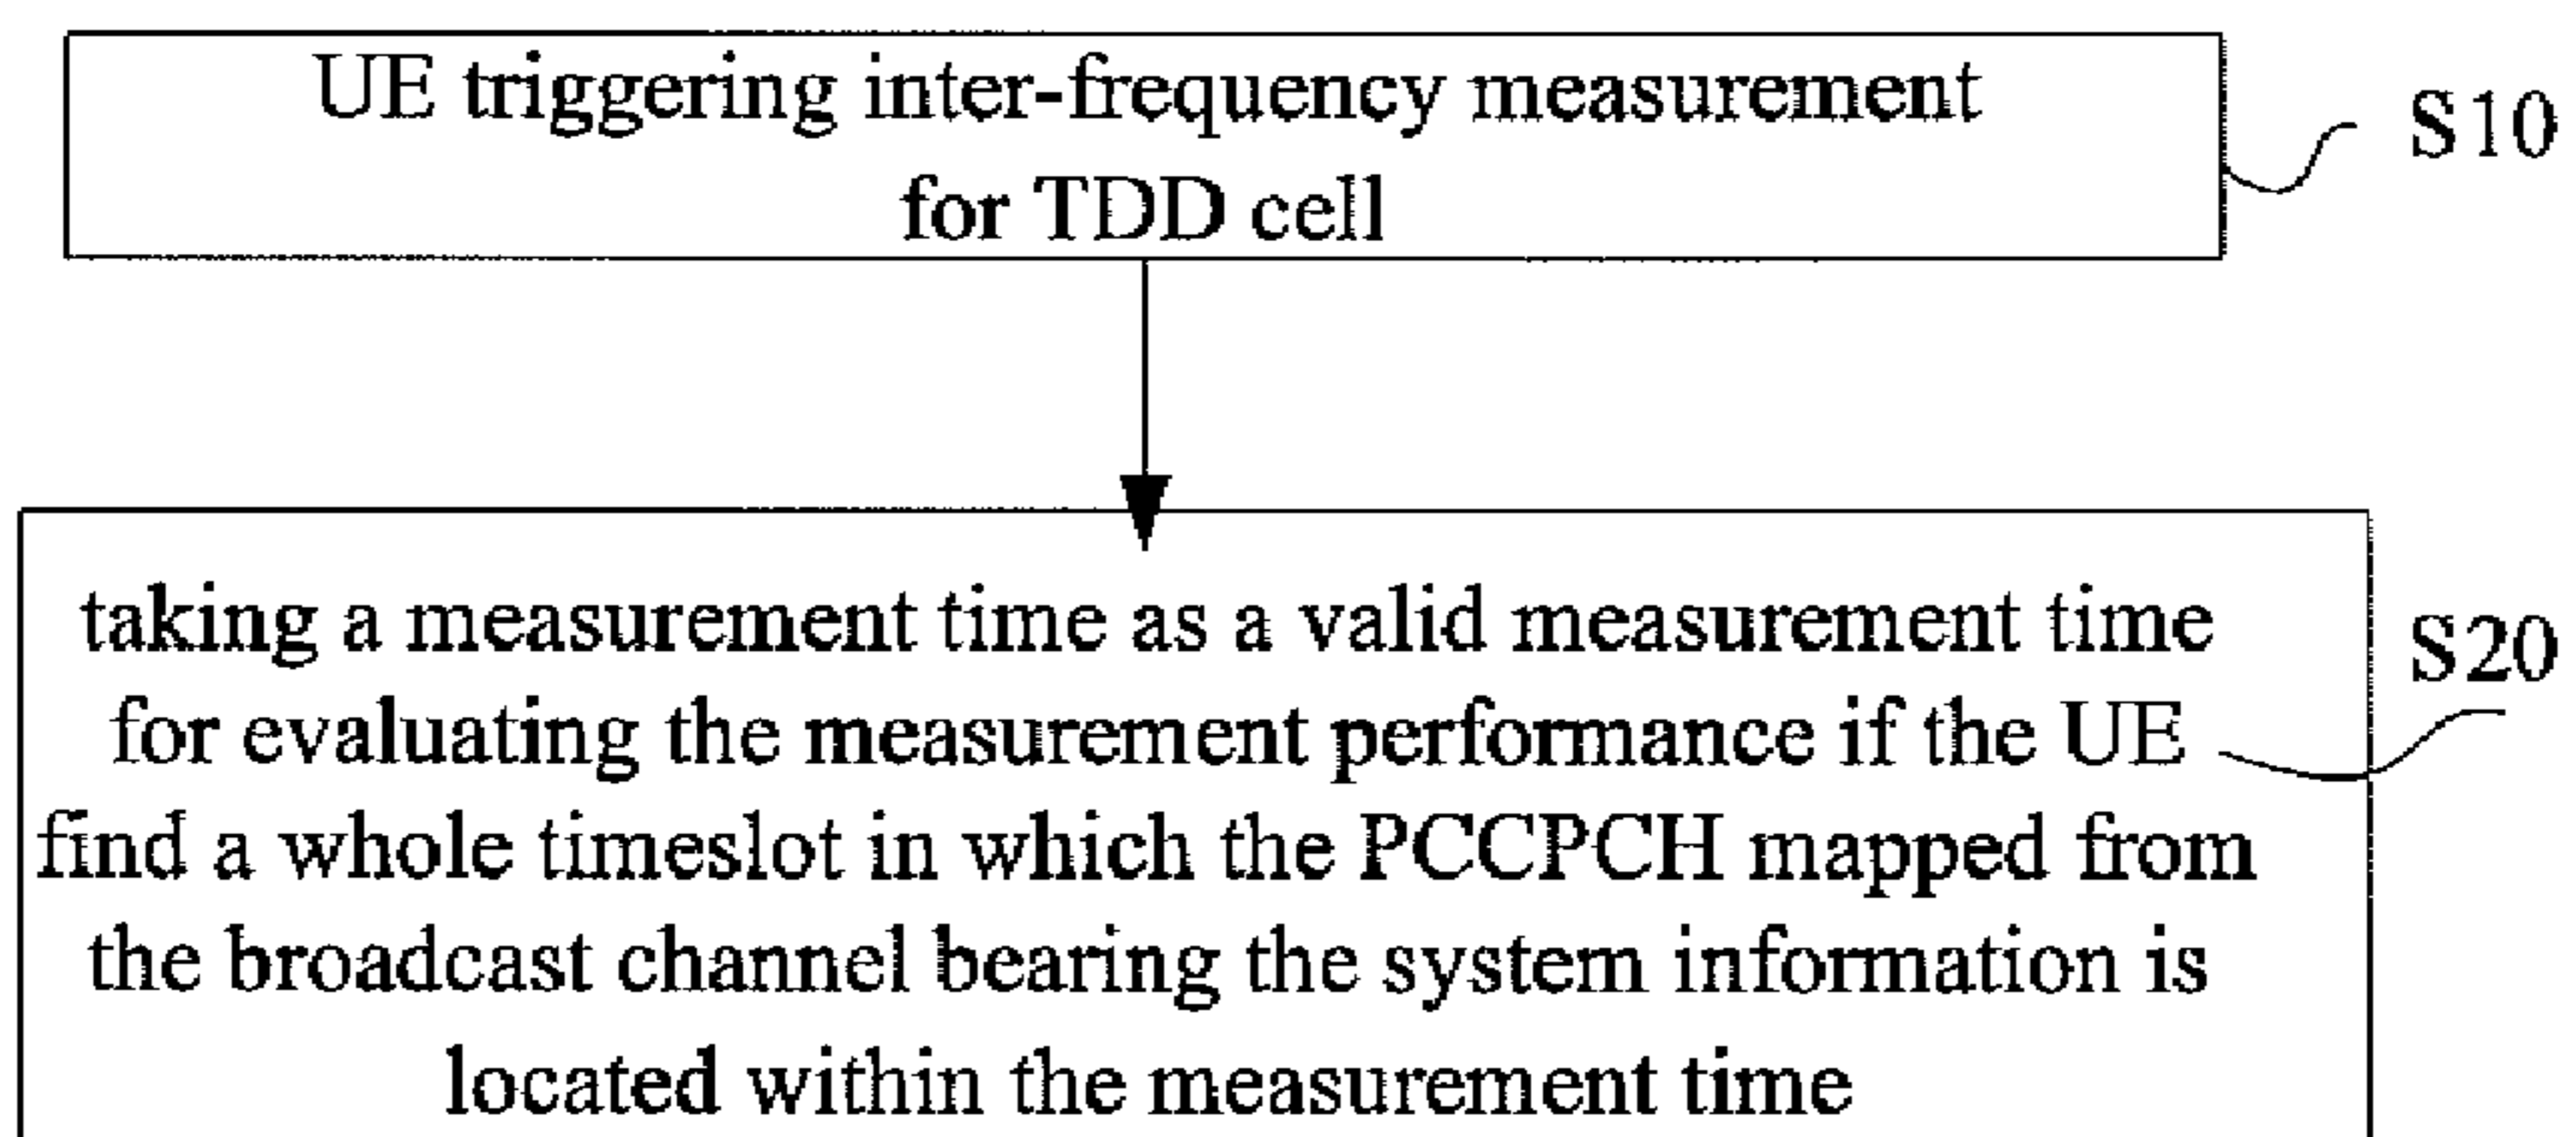 UE triggering inter-frequency measurement
for TDD cell
S10
taking a measurement time as a valid measurement time
for evaluating the measurement performance if the UE
find a whole timeslot in which the PCCPCH mapped from
the broadcast channel bearing the system information is
located within the measurement time
S20